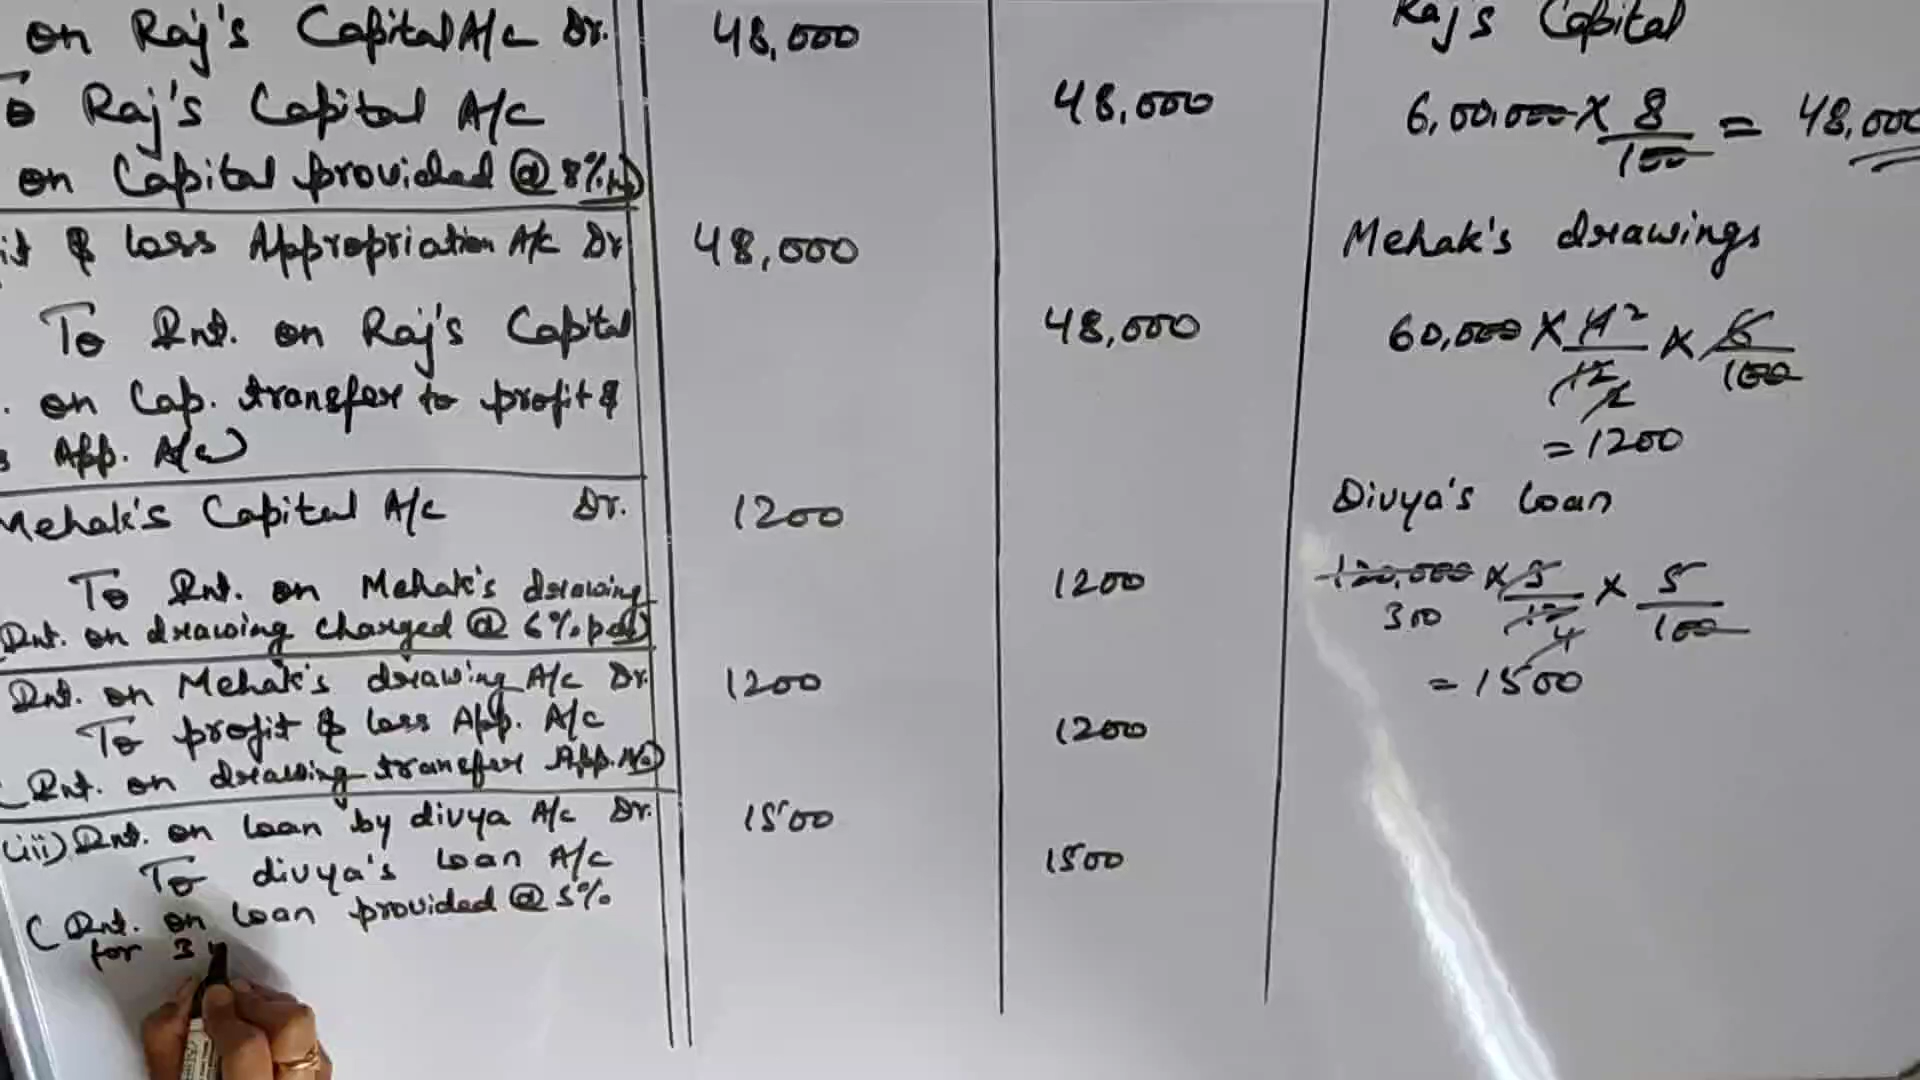 on Raj's Capital A/c Dr. 48,000
To Raj's Capital A/c 48,000
on Capital provided @ 8%
it & loss Appropriation A/c Dr 48,000
To Int. on Raj's Capital 48,000
. on Cap. transfer to profit &
s App. A/c)
Mehak's Capital A/c Dr. 1200
To Int. on Mehak's drawing 1200
Int. on drawing charged @ 6% p.a)
Int. on Mehak's drawing A/c Dr. 1200
To profit & loss App. A/c 1200
( Int. on drawing transfer App. A/c)
(iii) Int. on loan by divya A/c Dr. 1500
To divya's loan A/c 1500
( Int. on loan provided @ 5%
for 3
Raj's Capital
6,00,000 × 8/100 = 48,000
Mehak's drawings
60,000 × 4 2/12 2 × 6/100
= 1200
Divya's loan
120,000 × 3/12 × 5/100
300 4
= 1500